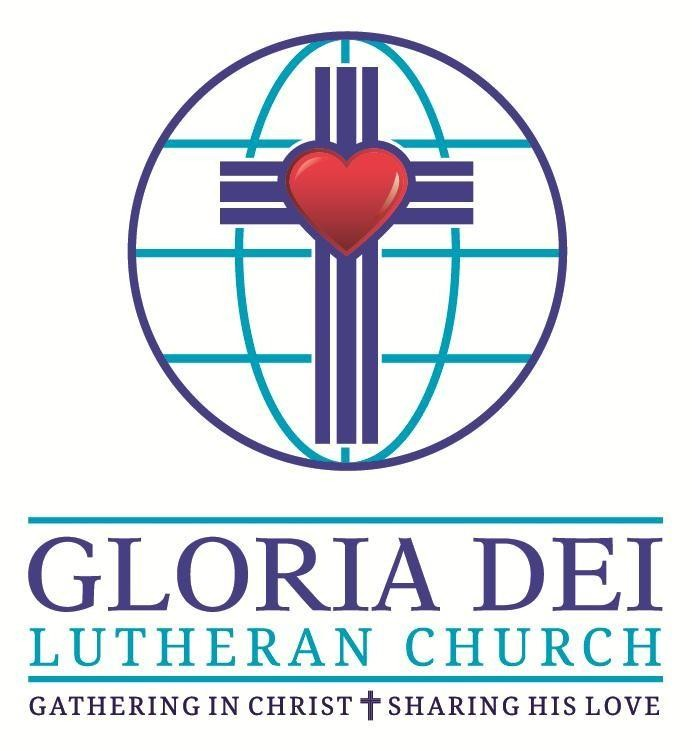 GLORIA DEI
LUTHERAN CHURCH
GATHERING IN CHRIST ✝ SHARING HIS LOVE